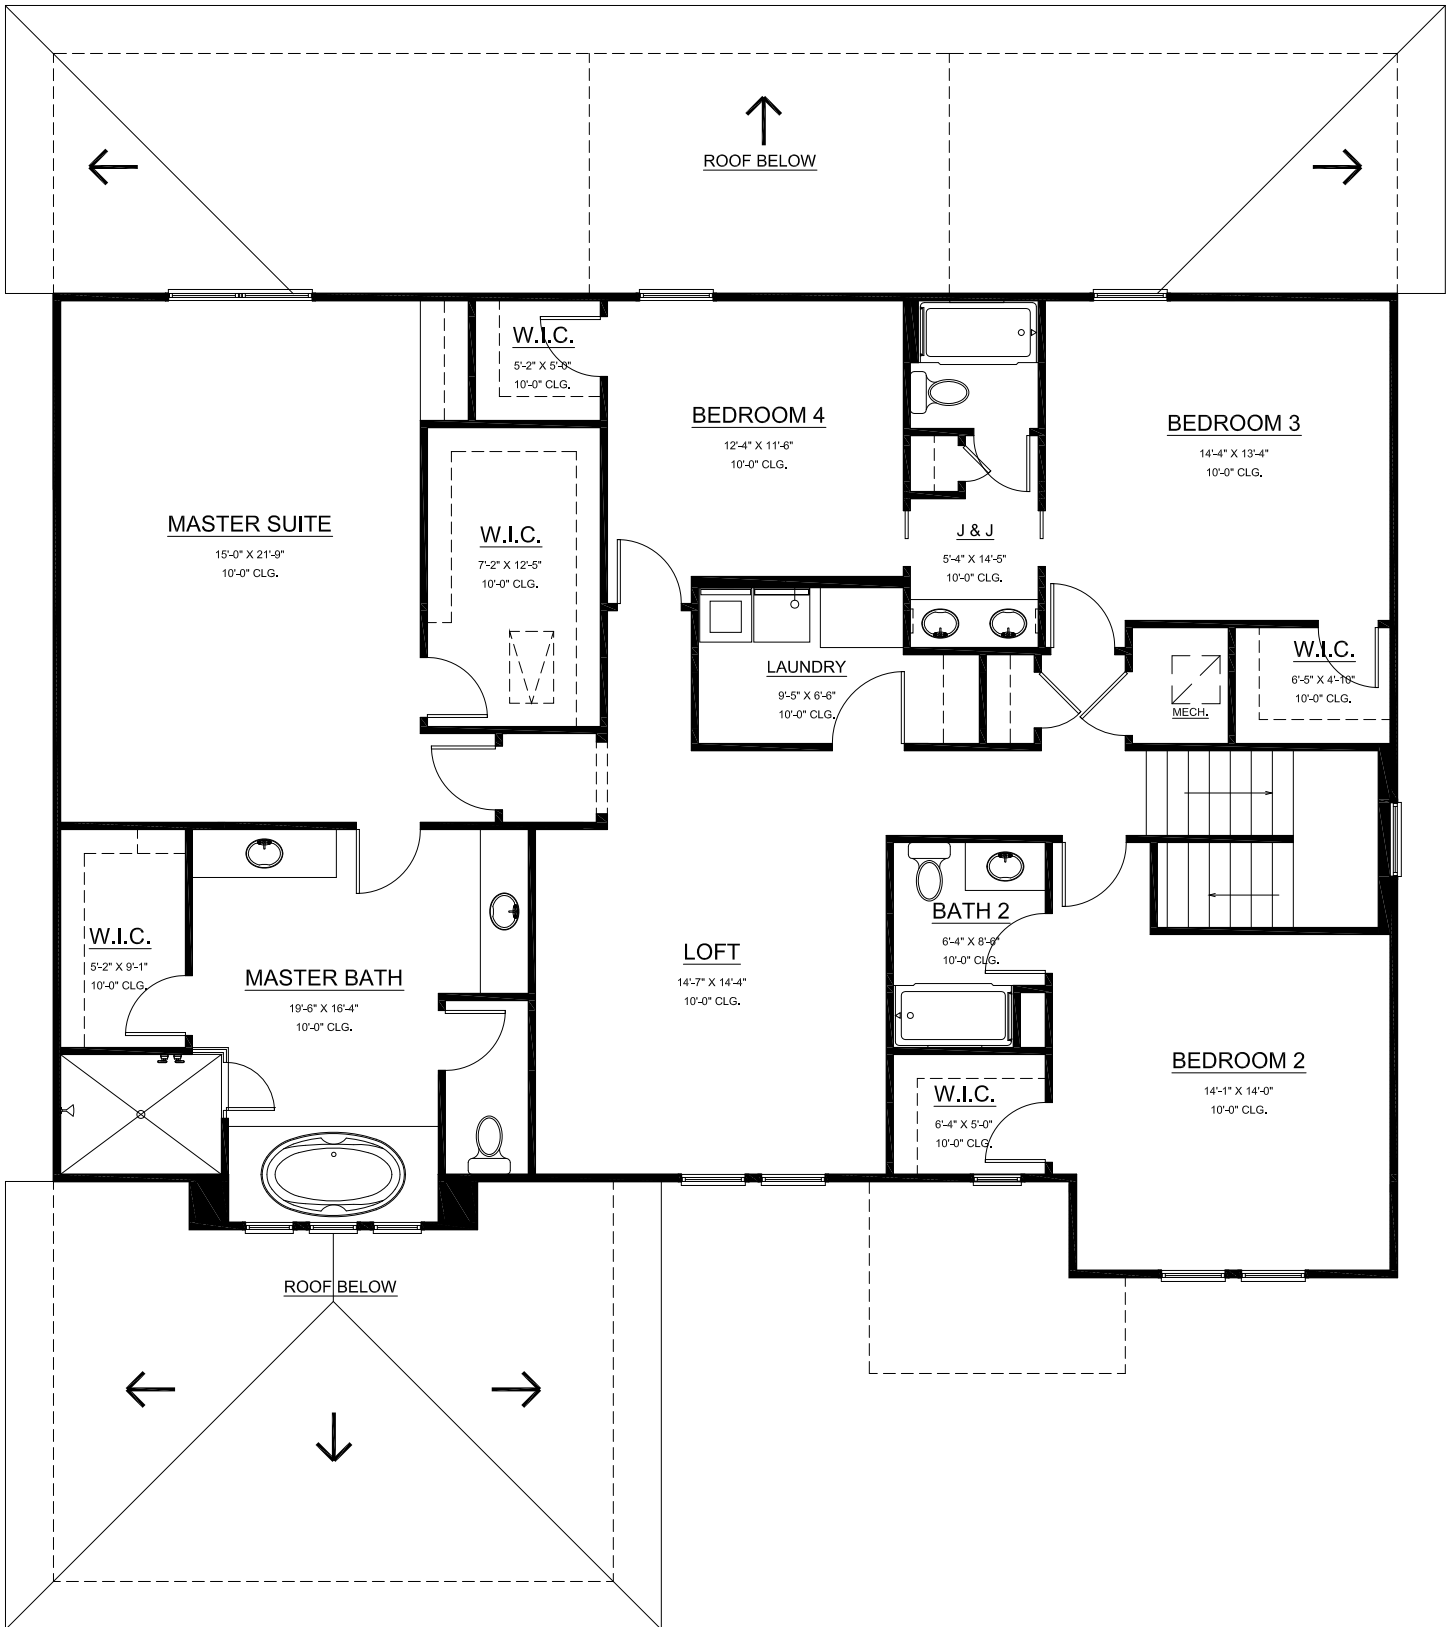 ROOF BELOW
W.I.C.
5'-2" X 5'-0"
10'-0" CLG.
BEDROOM 4
12'-4" X 11'-6"
10'-0" CLG.
BEDROOM 3
14'-4" X 13'-4"
10'-0" CLG.
MASTER SUITE
15'-0" X 21'-9"
10'-0" CLG.
W.I.C.
7'-2" X 12'-5"
10'-0" CLG.
J & J
5'-4" X 14'-5"
10'-0" CLG.
LAUNDRY
9'-5" X 6'-6"
10'-0" CLG.
MECH.
W.I.C.
6'-5" X 4'-10"
10'-0" CLG.
W.I.C.
5'-2" X 9'-1"
10'-0" CLG.
MASTER BATH
19'-6" X 16'-4"
10'-0" CLG.
LOFT
14'-7" X 14'-4"
10'-0" CLG.
BATH 2
6'-4" X 8'-6"
10'-0" CLG.
W.I.C.
6'-4" X 5'-0"
10'-0" CLG.
BEDROOM 2
14'-1" X 14'-0"
10'-0" CLG.
ROOF BELOW